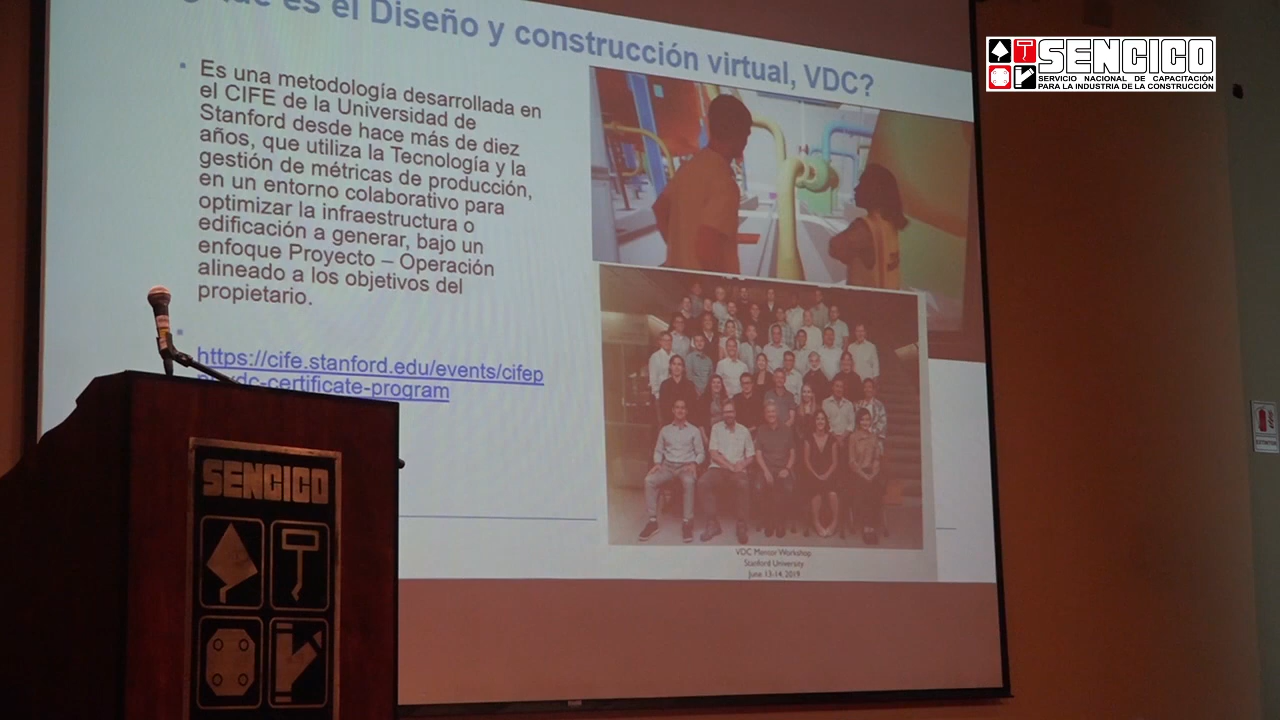 es el Diseño y construcción virtual, VDC?
Es una metodología desarrollada en
el CIFE de la Universidad de
Stanford desde hace más de diez
años, que utiliza la Tecnología y la
gestión de métricas de producción,
en un entorno colaborativo para
optimizar la infraestructura o
edificación a generar, bajo un
enfoque Proyecto – Operación
alineado a los objetivos del
propietario.
https://cife.stanford.edu/events/cifep
vdc-certificate-program
VDC Mentor Workshop
Stanford University
June 13-14, 2019
SENCICO
SERVICIO NACIONAL DE CAPACITACIÓN
PARA LA INDUSTRIA DE LA CONSTRUCCIÓN
SENCICO
EXTINTOR